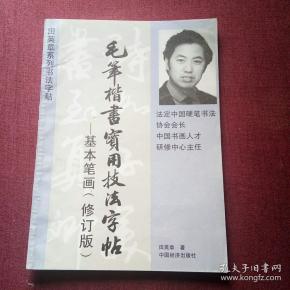 田英章系列书法字帖
毛筆楷書實用技法字帖
——基本笔画(修订版)
法定中国硬笔书法
协会会长
中国书画人才
研修中心主任
田英章 著
中国经济出版社
孔夫子旧书网